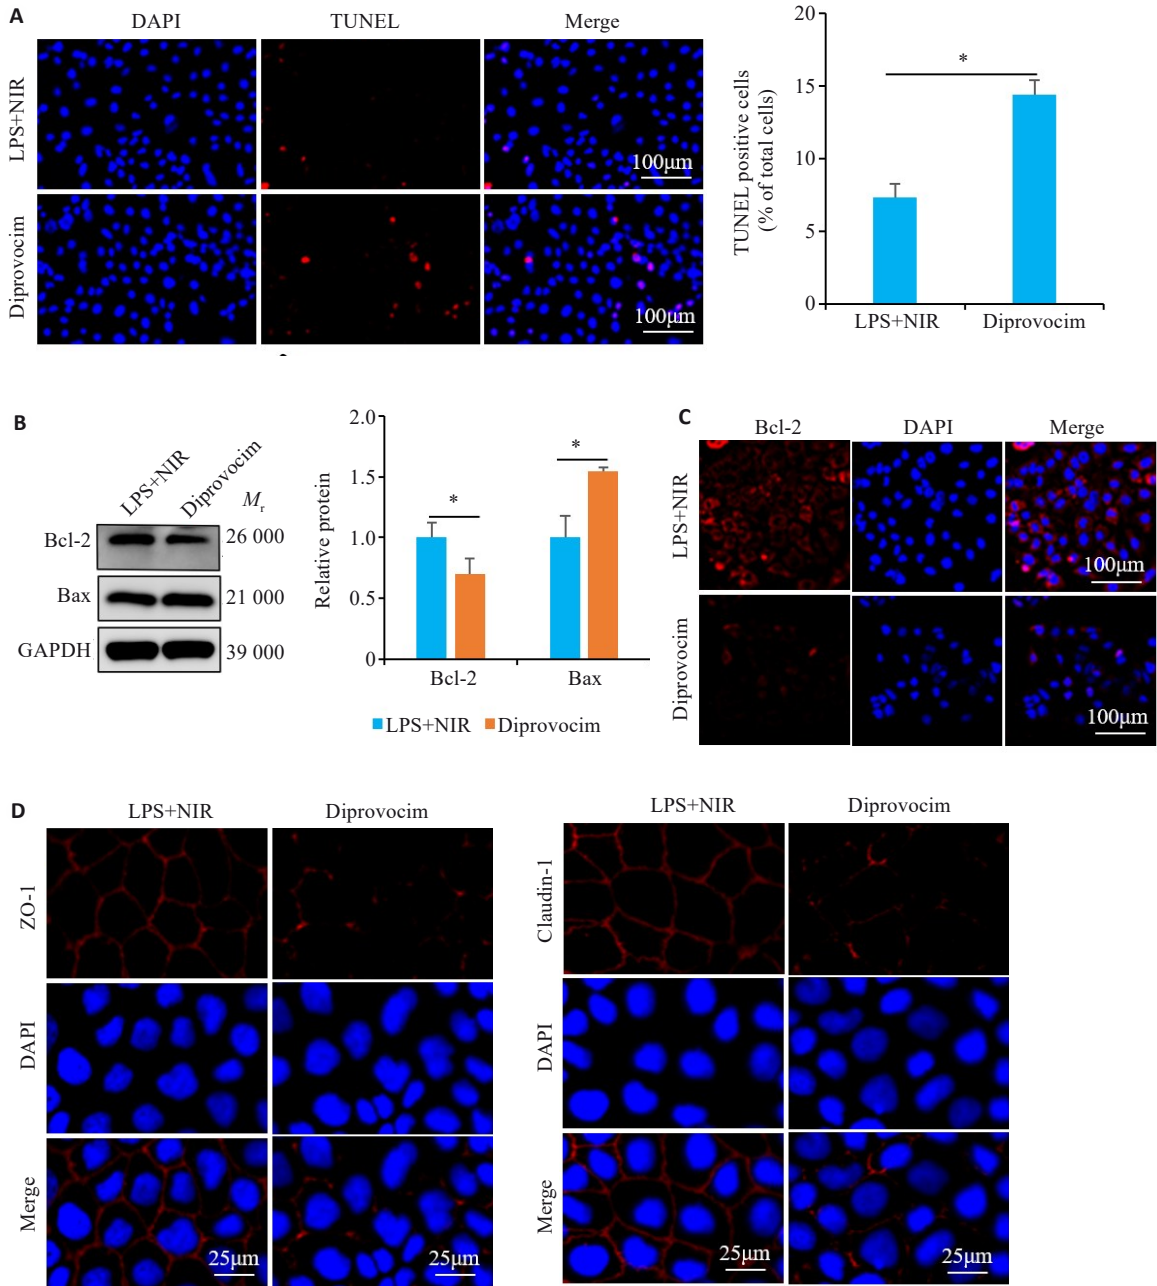 A
DAPI
TUNEL
Merge
LPS+NIR
100μm
Diprovocim
100μm
20
15
10
5
0
TUNEL positive cells
(% of total cells)
*
LPS+NIR
Diprovocim
B
LPS+NIR
Diprovocim
Mr
Bcl-2
26 000
Bax
21 000
GAPDH
39 000
2.0
1.5
1.0
0.5
0
Relative protein
*
*
Bcl-2
Bax
LPS+NIR
Diprovocim
C
Bcl-2
DAPI
Merge
LPS+NIR
100μm
Diprovocim
100μm
D
LPS+NIR
Diprovocim
ZO-1
DAPI
Merge
25μm
25μm
LPS+NIR
Diprovocim
Claudin-1
DAPI
Merge
25μm
25μm